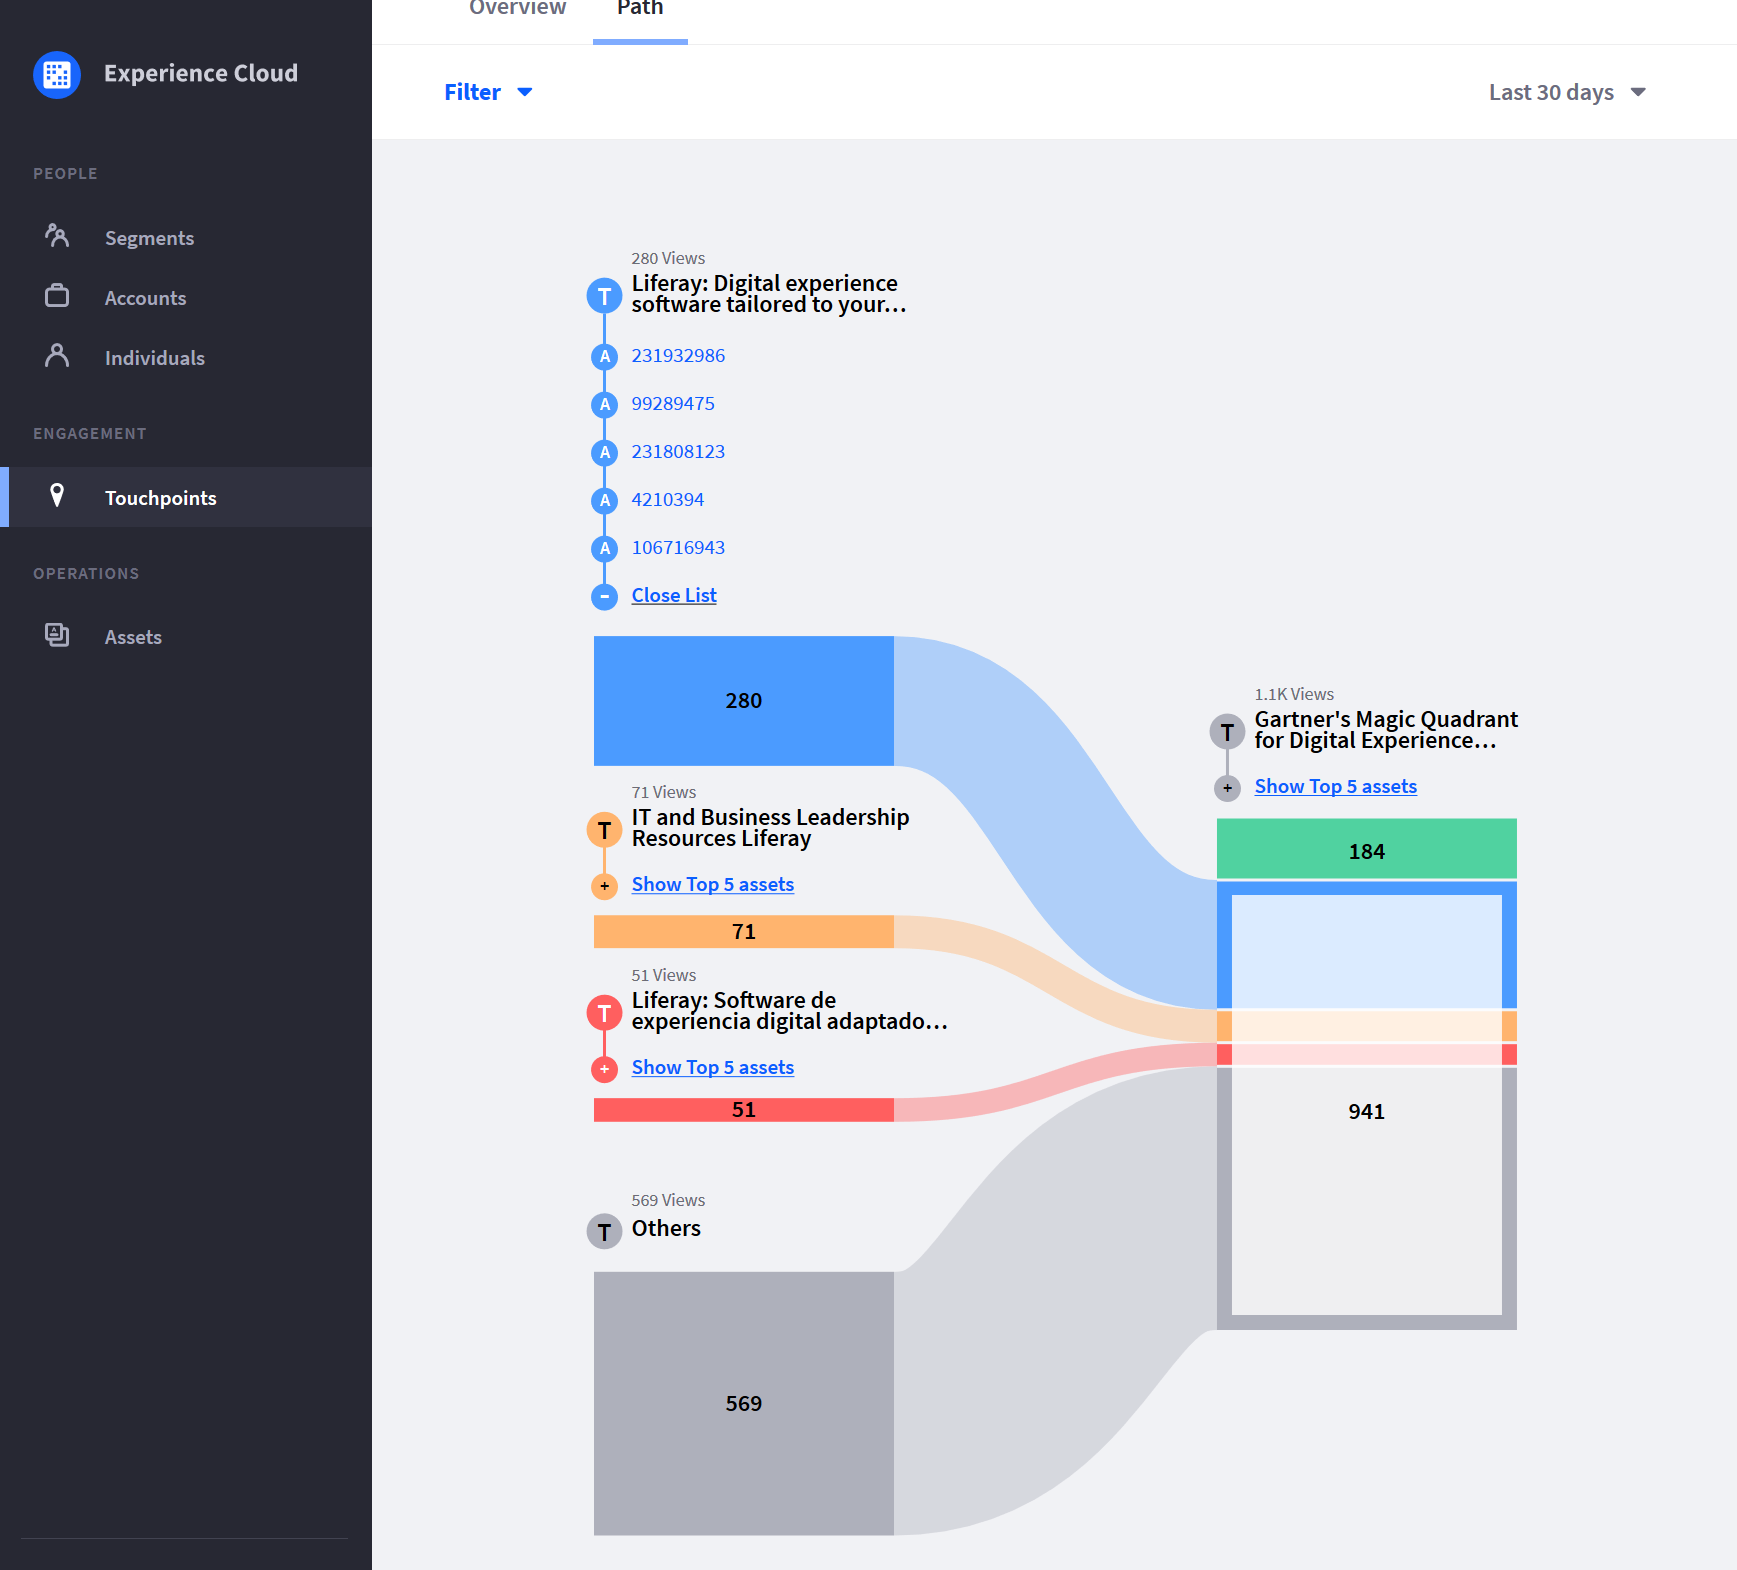 Overview
Path
Experience Cloud
Filter
Last 30 days
PEOPLE
Segments
Accounts
Individuals
ENGAGEMENT
Touchpoints
OPERATIONS
Assets
280 Views
T
Liferay: Digital experience
software tailored to your...
A 231932986
A 99289475
A 231808123
A 4210394
A 106716943
- Close List
280
71 Views
T
IT and Business Leadership
Resources Liferay
+ Show Top 5 assets
71
51 Views
T
Liferay: Software de
experiencia digital adaptado...
+ Show Top 5 assets
51
569 Views
T Others
569
1.1K Views
T
Gartner's Magic Quadrant
for Digital Experience...
+ Show Top 5 assets
184
941